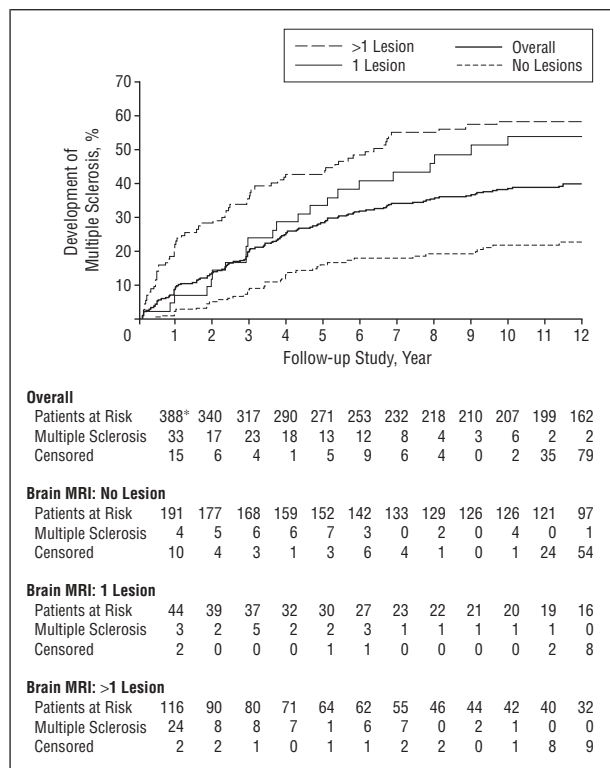 >1 Lesion Overall
1 Lesion No Lesions
70
60
50
40
30
20
10
0 1 2 3 4 5 6 7 8 9 10 11 12
Development of
Multiple Sclerosis, %
Follow-up Study, Year
Overall
Patients at Risk 388* 340 317 290 271 253 232 218 210 207 199 162
Multiple Sclerosis 33 17 23 18 13 12 8 4 3 6 2 2
Censored 15 6 4 1 5 9 6 4 0 2 35 79
Brain MRI: No Lesion
Patients at Risk 191 177 168 159 152 142 133 129 126 126 121 97
Multiple Sclerosis 4 5 6 6 7 3 0 2 0 4 0 1
Censored 10 4 3 1 3 6 4 1 0 1 24 54
Brain MRI: 1 Lesion
Patients at Risk 44 39 37 32 30 27 23 22 21 20 19 16
Multiple Sclerosis 3 2 5 2 2 3 1 1 1 1 1 0
Censored 2 0 0 0 1 1 0 0 0 0 2 8
Brain MRI: >1 Lesion
Patients at Risk 116 90 80 71 64 62 55 46 44 42 40 32
Multiple Sclerosis 24 8 8 7 1 6 7 0 2 1 0 0
Censored 2 2 1 0 1 1 2 2 0 1 8 9